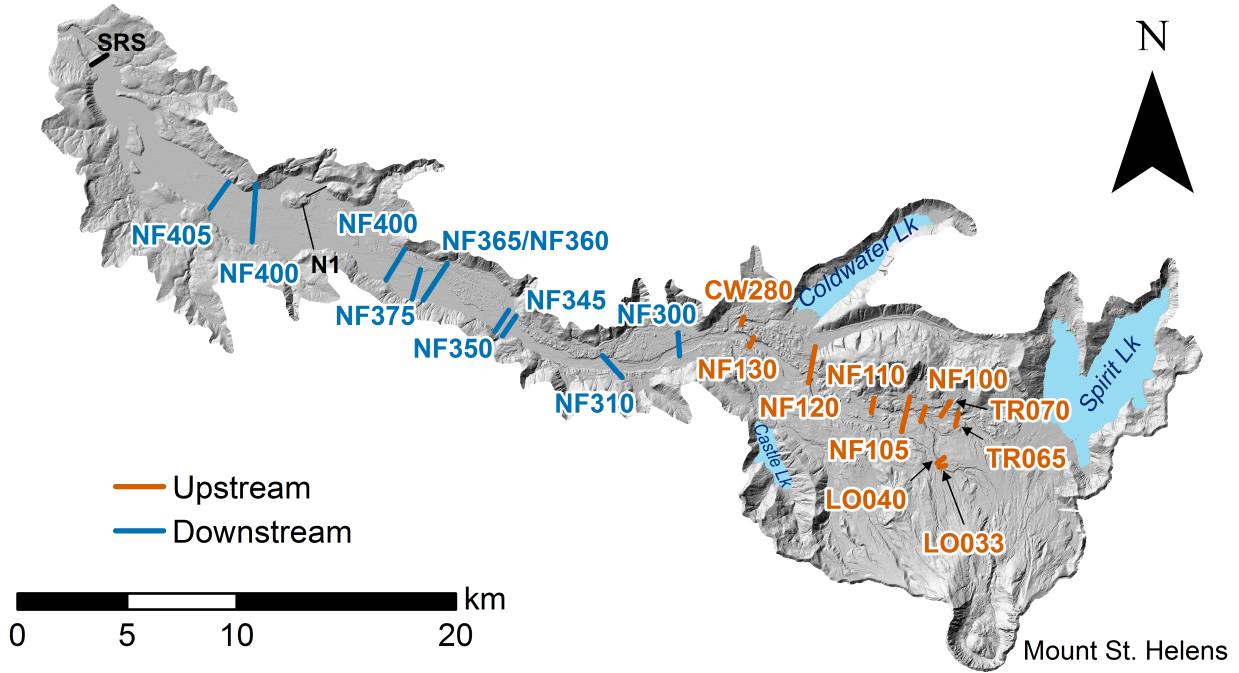 SRS
N
NF405
NF400
N1
NF400
NF365/NF360
NF375
NF345
NF350
NF300
NF310
CW280
Coldwater Lk
NF130
NF110
NF100
NF120
TR070
Spirit Lk
NF105
TR065
Castle Lk
LO040
LO033
Upstream
Downstream
km
0 5 10 20
Mount St. Helens